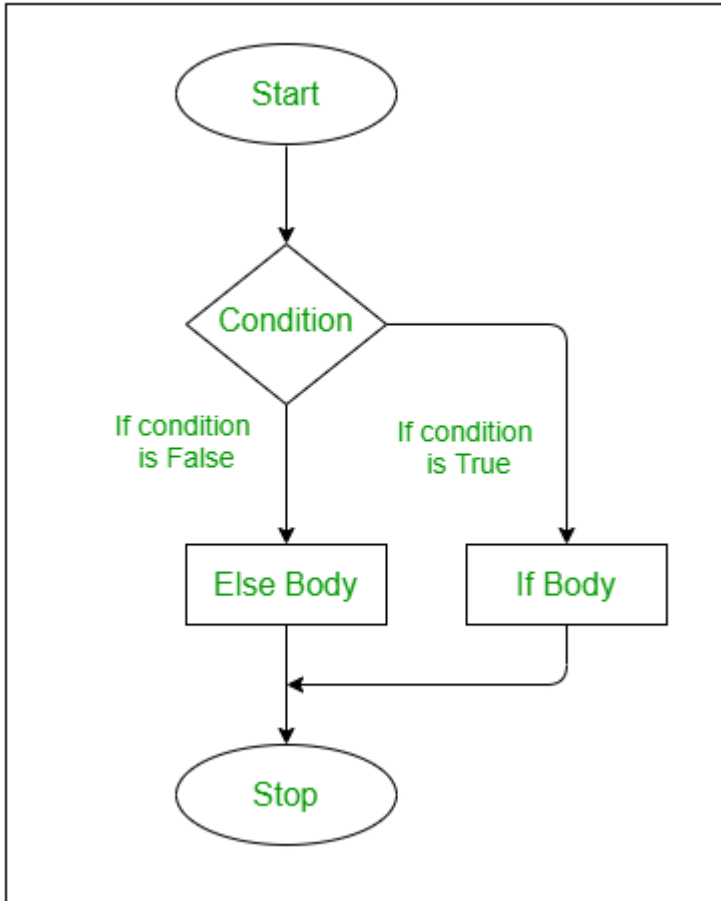 Start
Condition
If condition
is False
If condition
is True
Else Body
If Body
Stop